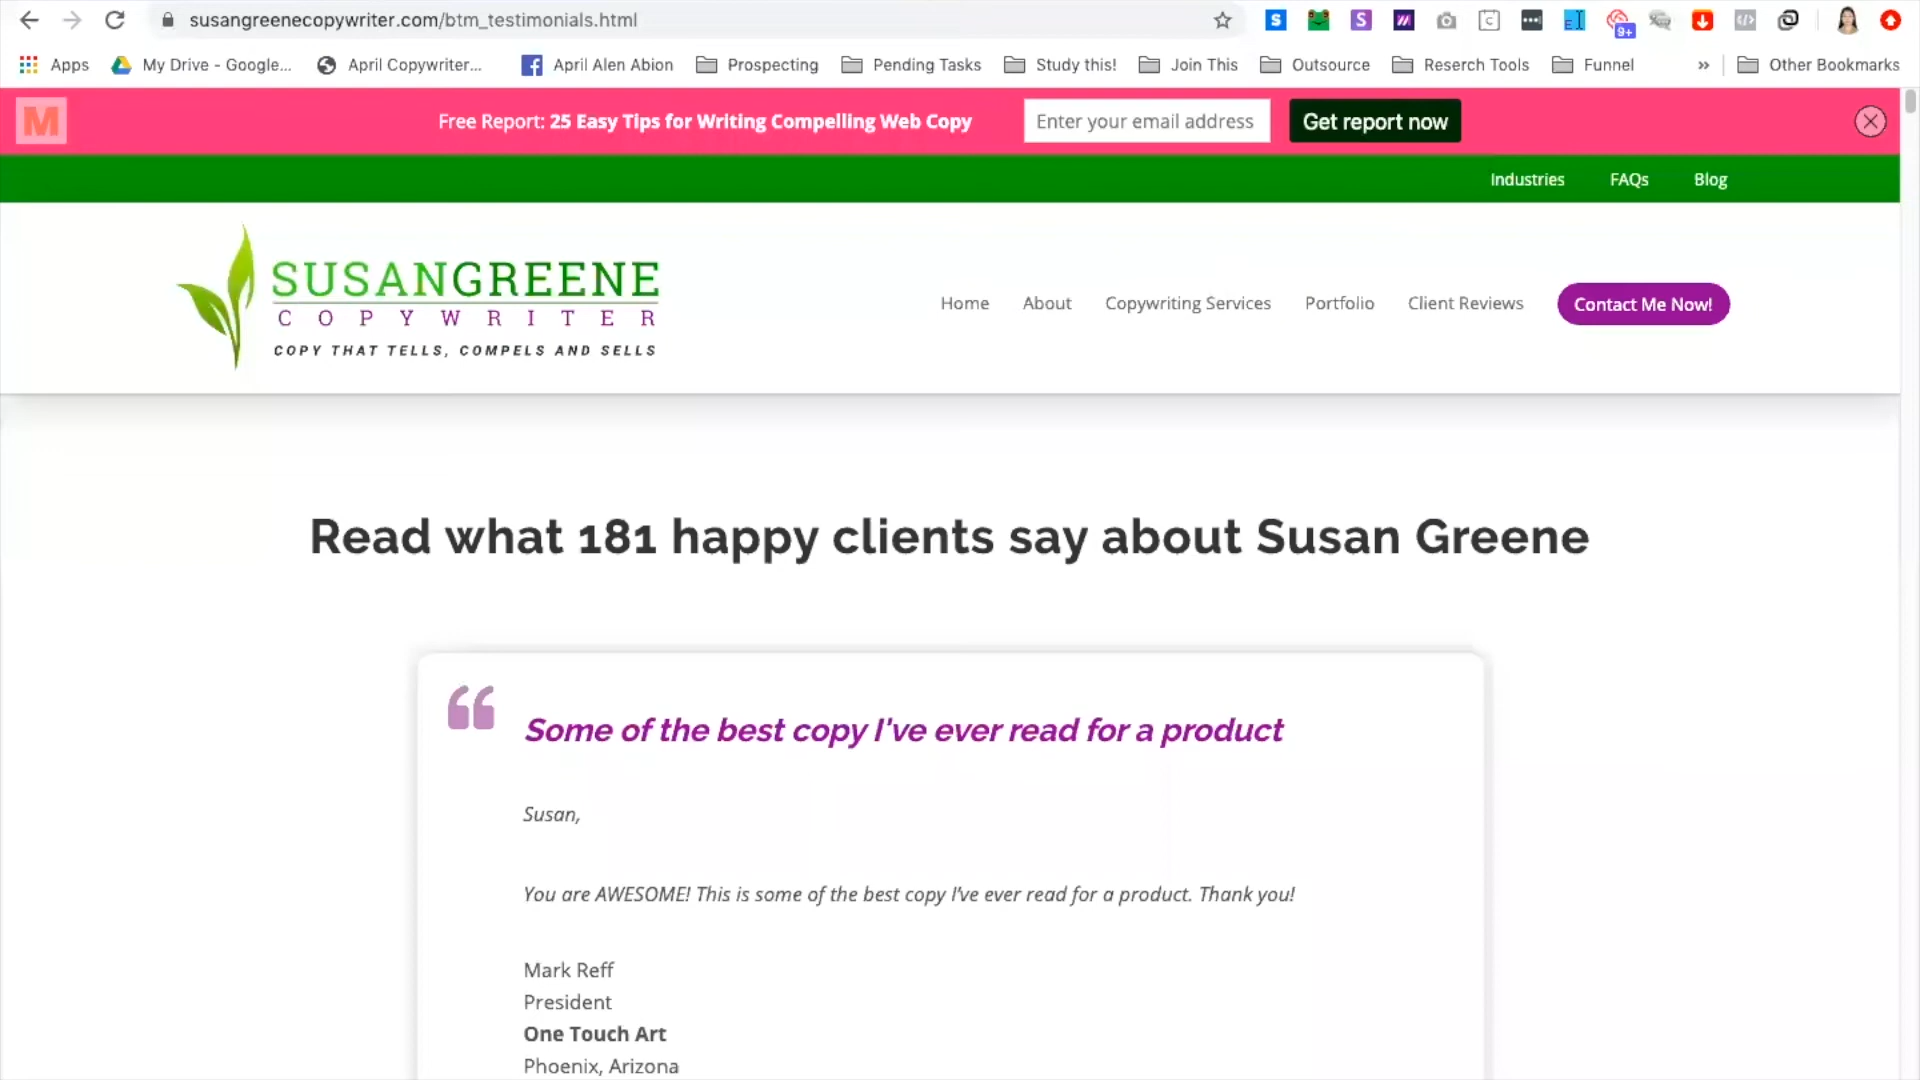 susangreenecopywriter.com/btm_testimonials.html
9+
Apps My Drive - Google... April Copywriter... April Alen Abion Prospecting Pending Tasks Study this! Join This Outsource Reserch Tools Funnel » Other Bookmarks
M Free Report: 25 Easy Tips for Writing Compelling Web Copy Enter your email address Get report now
Industries FAQs Blog
SUSANGREENE
COPYWRITER
COPY THAT TELLS, COMPELS AND SELLS
Home About Copywriting Services Portfolio Client Reviews Contact Me Now!
Read what 181 happy clients say about Susan Greene
Some of the best copy I've ever read for a product
Susan,
You are AWESOME! This is some of the best copy I've ever read for a product. Thank you!
Mark Reff
President
One Touch Art
Phoenix, Arizona